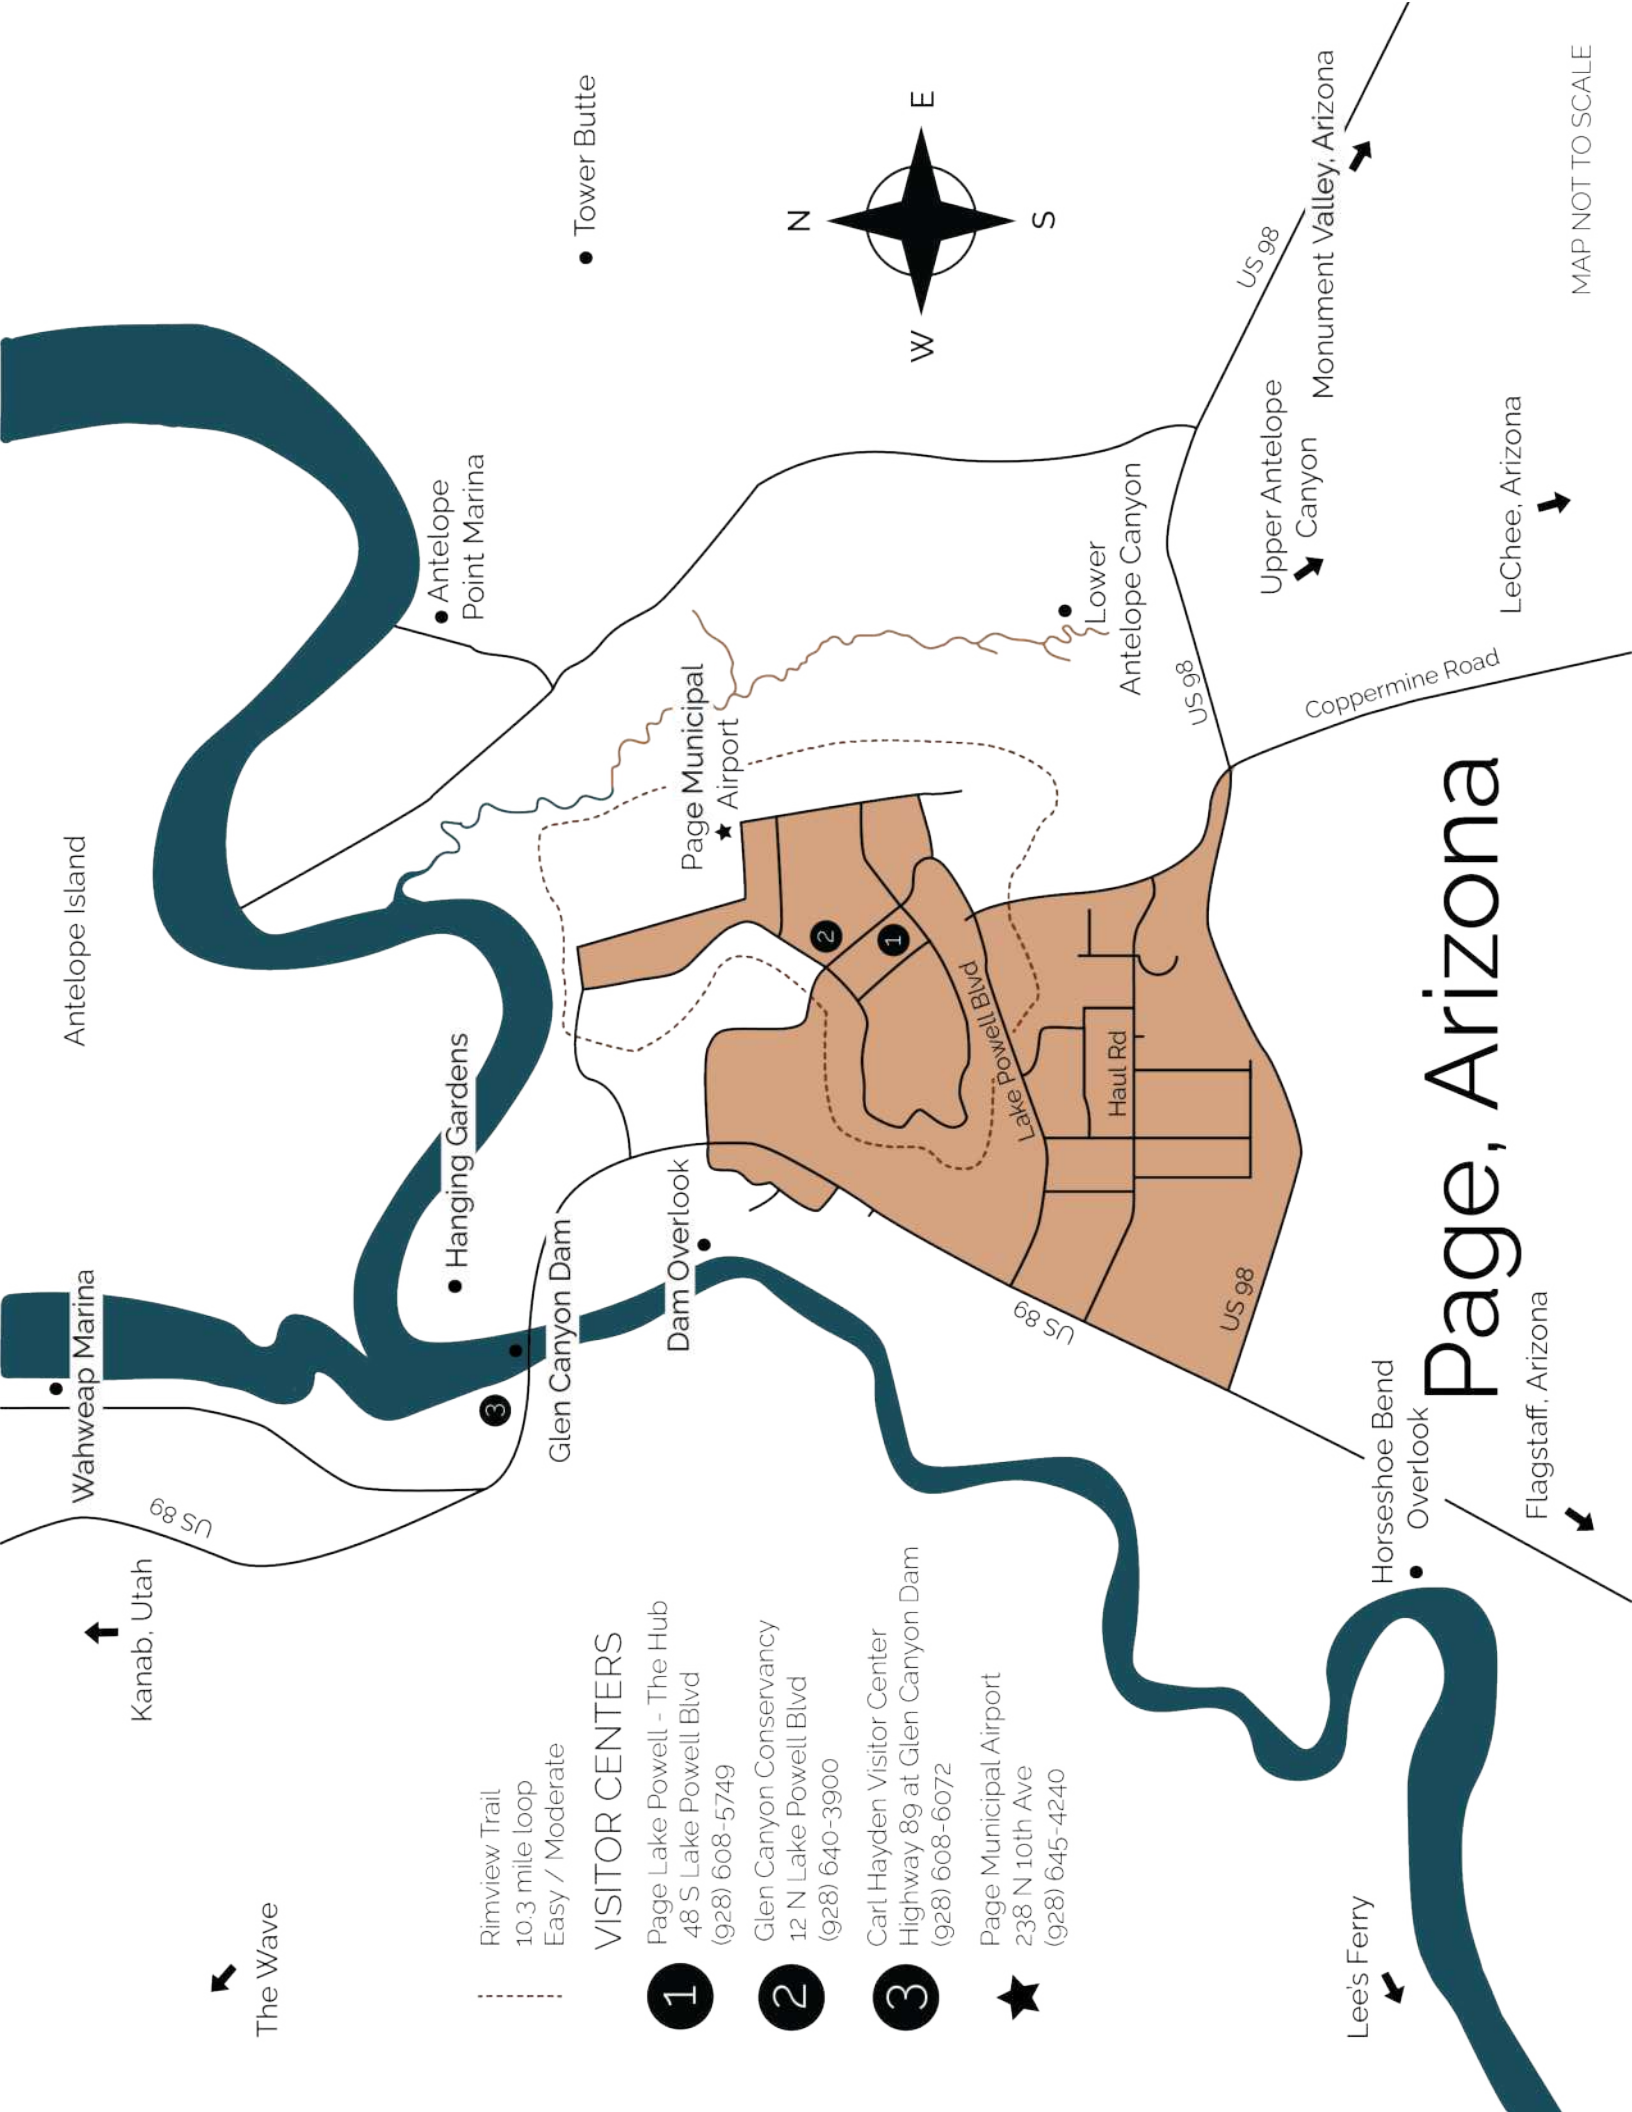 Kanab, Utah
US 89
Wahweap Marina
Antelope Island
The Wave
Antelope
Point Marina
Hanging Gardens
Tower Butte
3
Glen Canyon Dam
Rimview Trail
10.3 mile loop
Easy / Moderate
VISITOR CENTERS
1
Page Lake Powell - The Hub
48 S Lake Powell Blvd
(928) 608-5749
2
Glen Canyon Conservancy
12 N Lake Powell Blvd
(928) 640-3900
3
Carl Hayden Visitor Center
Highway 89 at Glen Canyon Dam
(928) 608-6072
Page Municipal Airport
238 N 10th Ave
(928) 645-4240
Dam Overlook
Page Municipal
Airport
2
1
N
W
E
S
Lake Powell Blvd
Haul Rd
US 89
Lower
Antelope Canyon
US 98
US 98
US 98
Upper Antelope
Canyon
Monument Valley, Arizona
Coppermine Road
Lee's Ferry
Horseshoe Bend
Overlook
Page, Arizona
LeChee, Arizona
Flagstaff, Arizona
MAP NOT TO SCALE